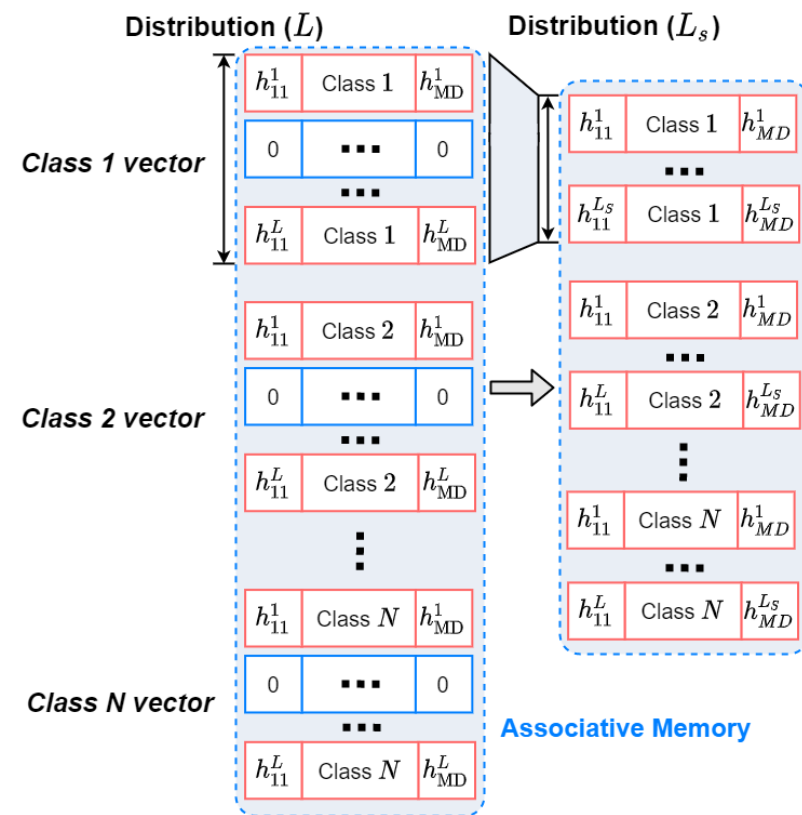 Distribution (L)
Distribution (L_s)
h_{11}^{1} Class 1 h_{MD}^{1}
0 ... 0
...
h_{11}^{L} Class 1 h_{MD}^{L}
Class 1 vector
h_{11}^{1} Class 2 h_{MD}^{1}
0 ... 0
...
h_{11}^{L} Class 2 h_{MD}^{L}
Class 2 vector
h_{11}^{1} Class N h_{MD}^{1}
0 ... 0
...
h_{11}^{L} Class N h_{MD}^{L}
Class N vector
h_{11}^{1} Class 1 h_{MD}^{1}
...
h_{11}^{L_S} Class 1 h_{MD}^{L_S}
h_{11}^{1} Class 2 h_{MD}^{1}
...
h_{11}^{L} Class 2 h_{MD}^{L_S}
h_{11}^{1} Class N h_{MD}^{1}
...
h_{11}^{L} Class N h_{MD}^{L_S}
Associative Memory